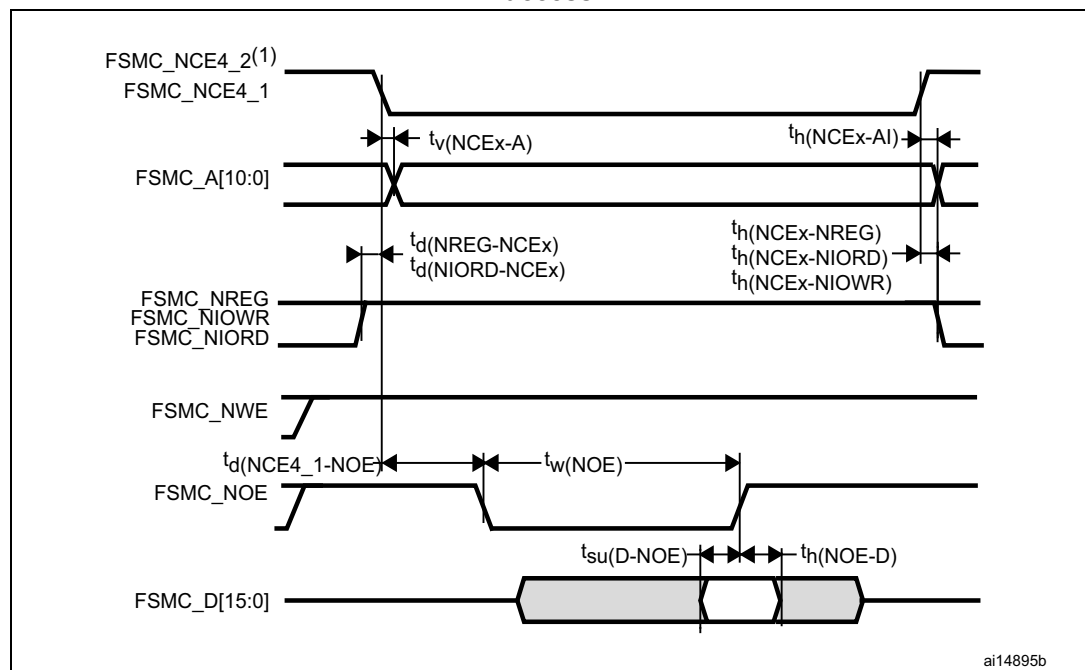 FSMC_NCE4_2(1)
FSMC_NCE4_1
tv(NCEx-A)
th(NCEx-AI)
FSMC_A[10:0]
td(NREG-NCEx)
td(NIORD-NCEx)
th(NCEx-NREG)
th(NCEx-NIORD)
th(NCEx-NIOWR)
FSMC_NREG
FSMC_NIOWR
FSMC_NIORD
FSMC_NWE
td(NCE4_1-NOE)
tw(NOE)
FSMC_NOE
tsu(D-NOE)
th(NOE-D)
FSMC_D[15:0]
ai14895b